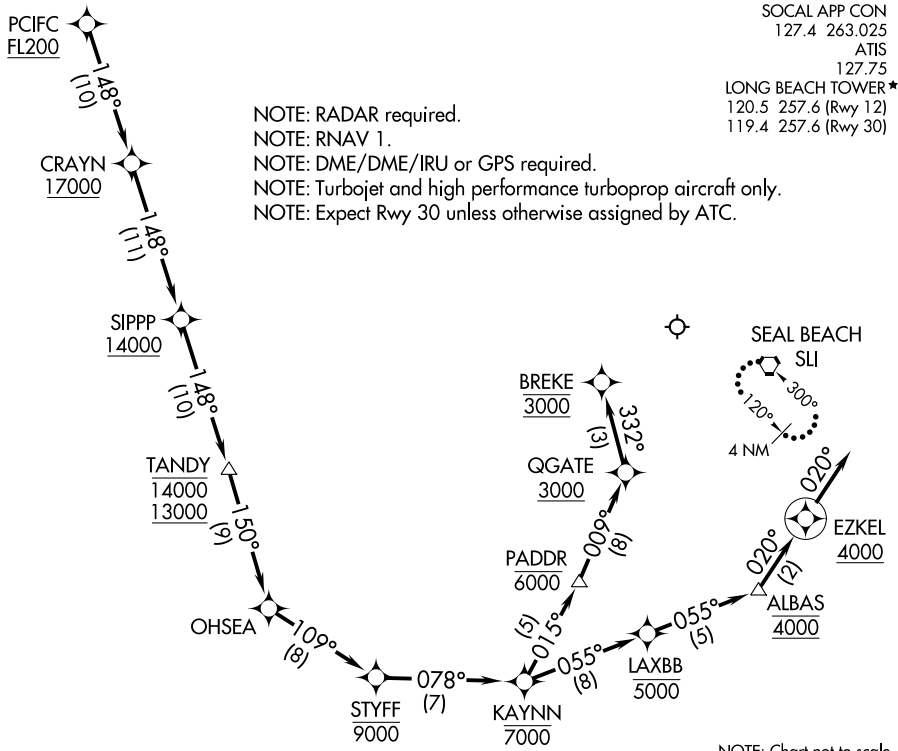 PCIFC
FL200
SOCAL APP CON
127.4 263.025
ATIS
127.75
LONG BEACH TOWER★
120.5 257.6 (Rwy 12)
119.4 257.6 (Rwy 30)
148°
(10)
NOTE: RADAR required.
NOTE: RNAV 1.
NOTE: DME/DME/IRU or GPS required.
NOTE: Turbojet and high performance turboprop aircraft only.
NOTE: Expect Rwy 30 unless otherwise assigned by ATC.
CRAYN
17000
148°
(11)
SIPPP
14000
148°
(10)
SEAL BEACH
SLI
300°
120°
4 NM
BREKE
3000
332°
(3)
QGATE
3000
TANDY
14000
13000
150°
(9)
009°
(8)
PADDR
6000
020°
EZKEL
4000
020°
(2)
ALBAS
4000
OHSEA
109°
(8)
(5)
015°
055°
(5)
055°
(8)
LAXBB
5000
078°
(7)
STYFF
9000
KAYNN
7000
NOTE: Chart not to scale